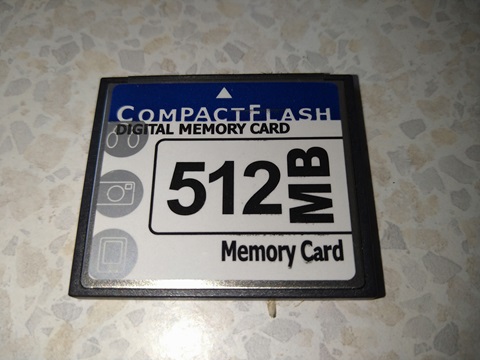 COMPACTFLASH
DIGITAL MEMORY CARD
512 MB
Memory Card